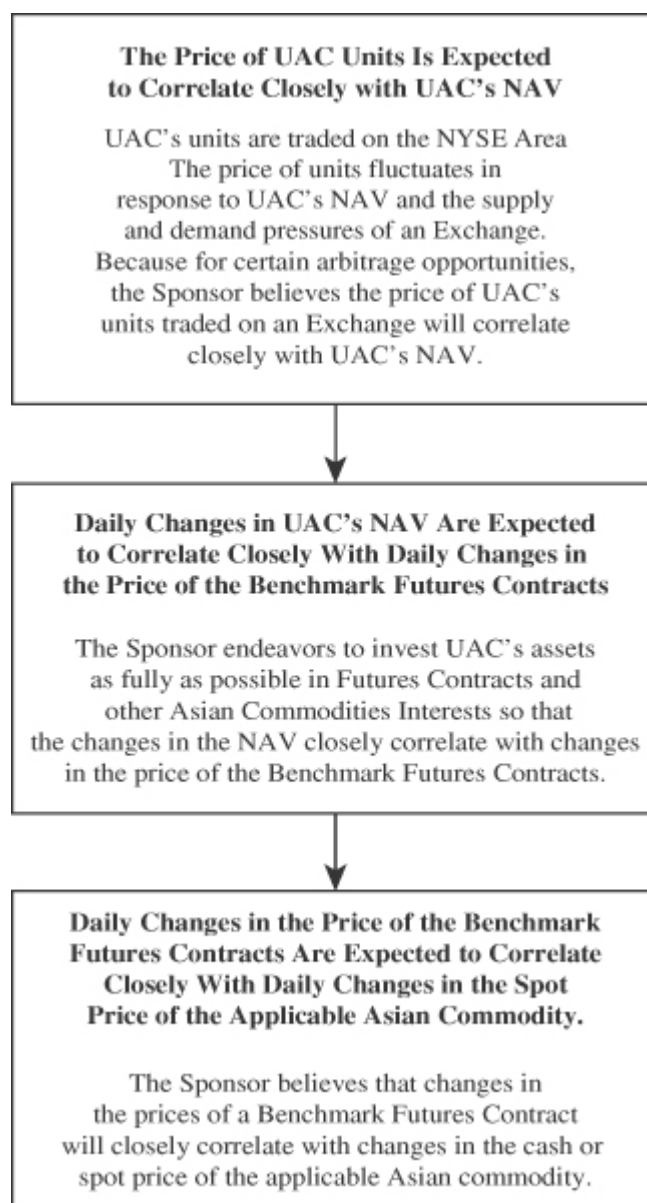 The Price of UAC Units Is Expected
to Correlate Closely with UAC’s NAV
UAC’s units are traded on the NYSE Area
The price of units fluctuates in
response to UAC’s NAV and the supply
and demand pressures of an Exchange.
Because for certain arbitrage opportunities,
the Sponsor believes the price of UAC’s
units traded on an Exchange will correlate
closely with UAC’s NAV.
Daily Changes in UAC’s NAV Are Expected
to Correlate Closely With Daily Changes in
the Price of the Benchmark Futures Contracts
The Sponsor endeavors to invest UAC’s assets
as fully as possible in Futures Contracts and
other Asian Commodities Interests so that
the changes in the NAV closely correlate with changes
in the price of the Benchmark Futures Contracts.
Daily Changes in the Price of the Benchmark
Futures Contracts Are Expected to Correlate
Closely With Daily Changes in the Spot
Price of the Applicable Asian Commodity.
The Sponsor believes that changes in
the prices of a Benchmark Futures Contract
will closely correlate with changes in the cash or
spot price of the applicable Asian commodity.